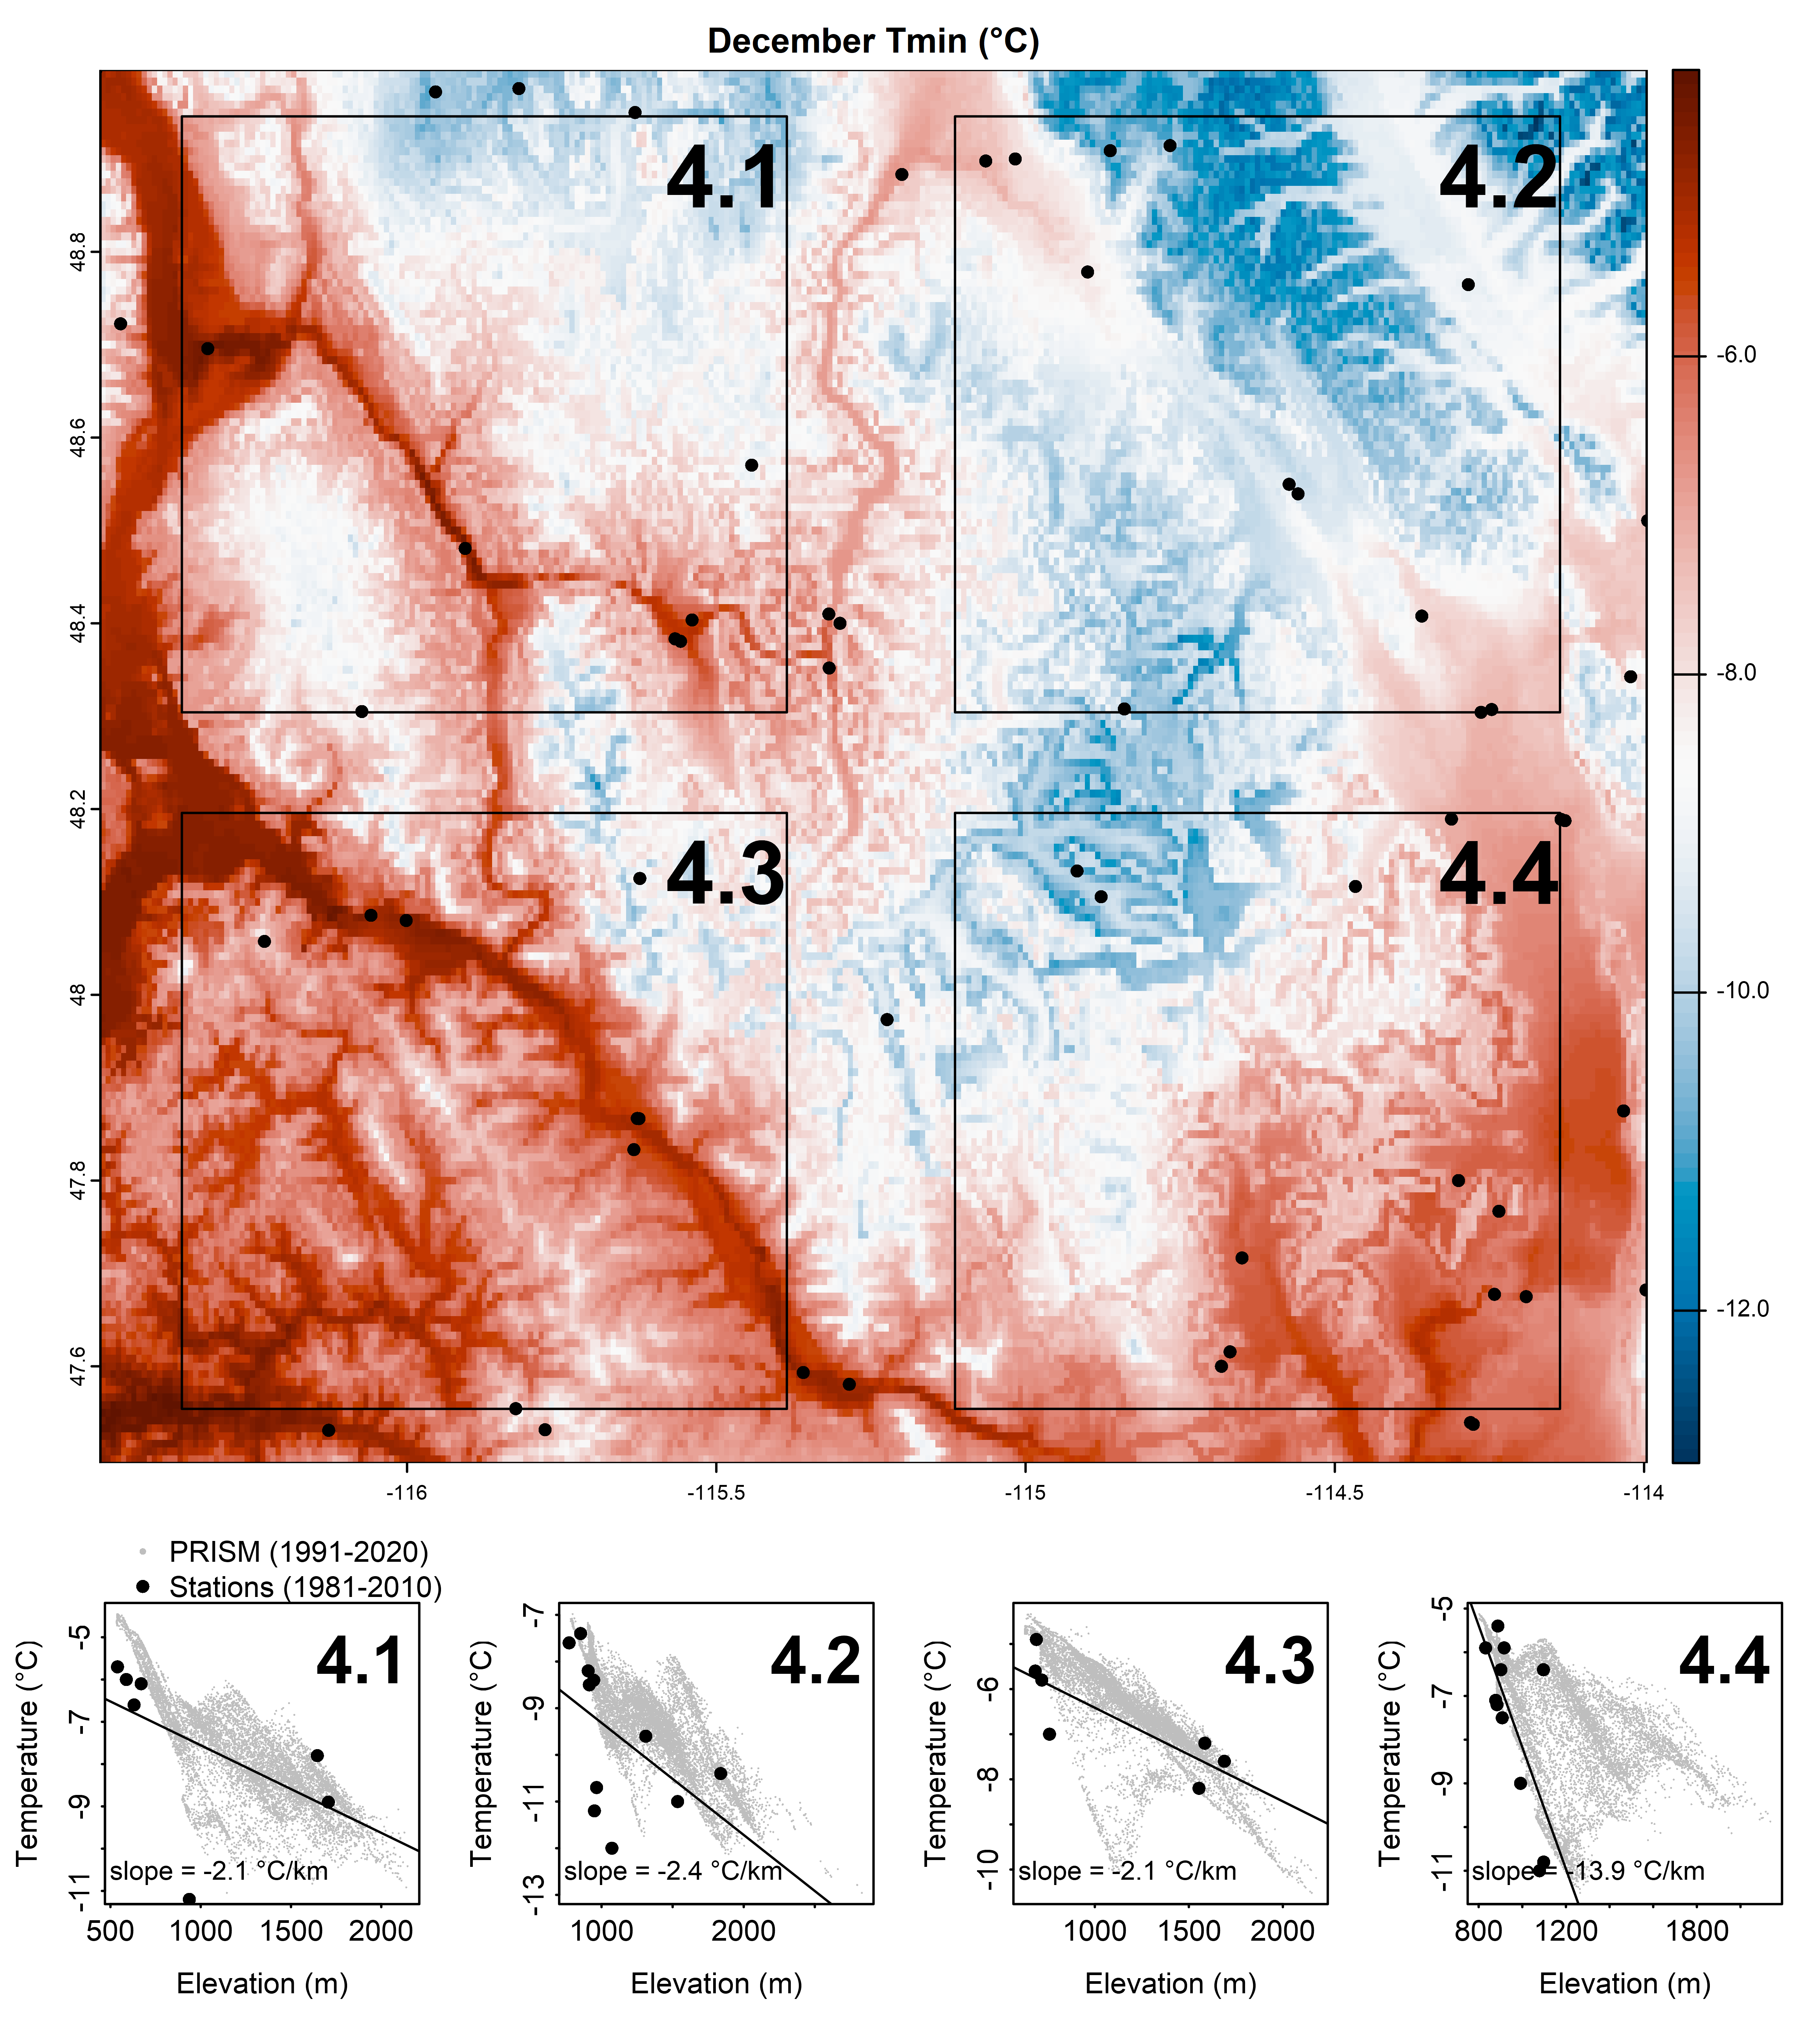 December Tmin (°C)
4.1
4.2
4.3
4.4
48.8
48.6
48.4
48.2
48
47.8
47.6
-116
-115.5
-115
-114.5
-114
-6.0
-8.0
-10.0
-12.0
PRISM (1991-2020)
Stations (1981-2010)
4.1
Temperature (°C)
-5
-7
-9
-11
slope = -2.1 °C/km
500 1000 1500 2000
Elevation (m)
4.2
Temperature (°C)
-7
-9
-11
-13
slope = -2.4 °C/km
1000 2000
Elevation (m)
4.3
Temperature (°C)
-6
-8
-10
slope = -2.1 °C/km
1000 1500 2000
Elevation (m)
4.4
Temperature (°C)
-5
-7
-9
-11
slope = -13.9 °C/km
800 1200 1800
Elevation (m)